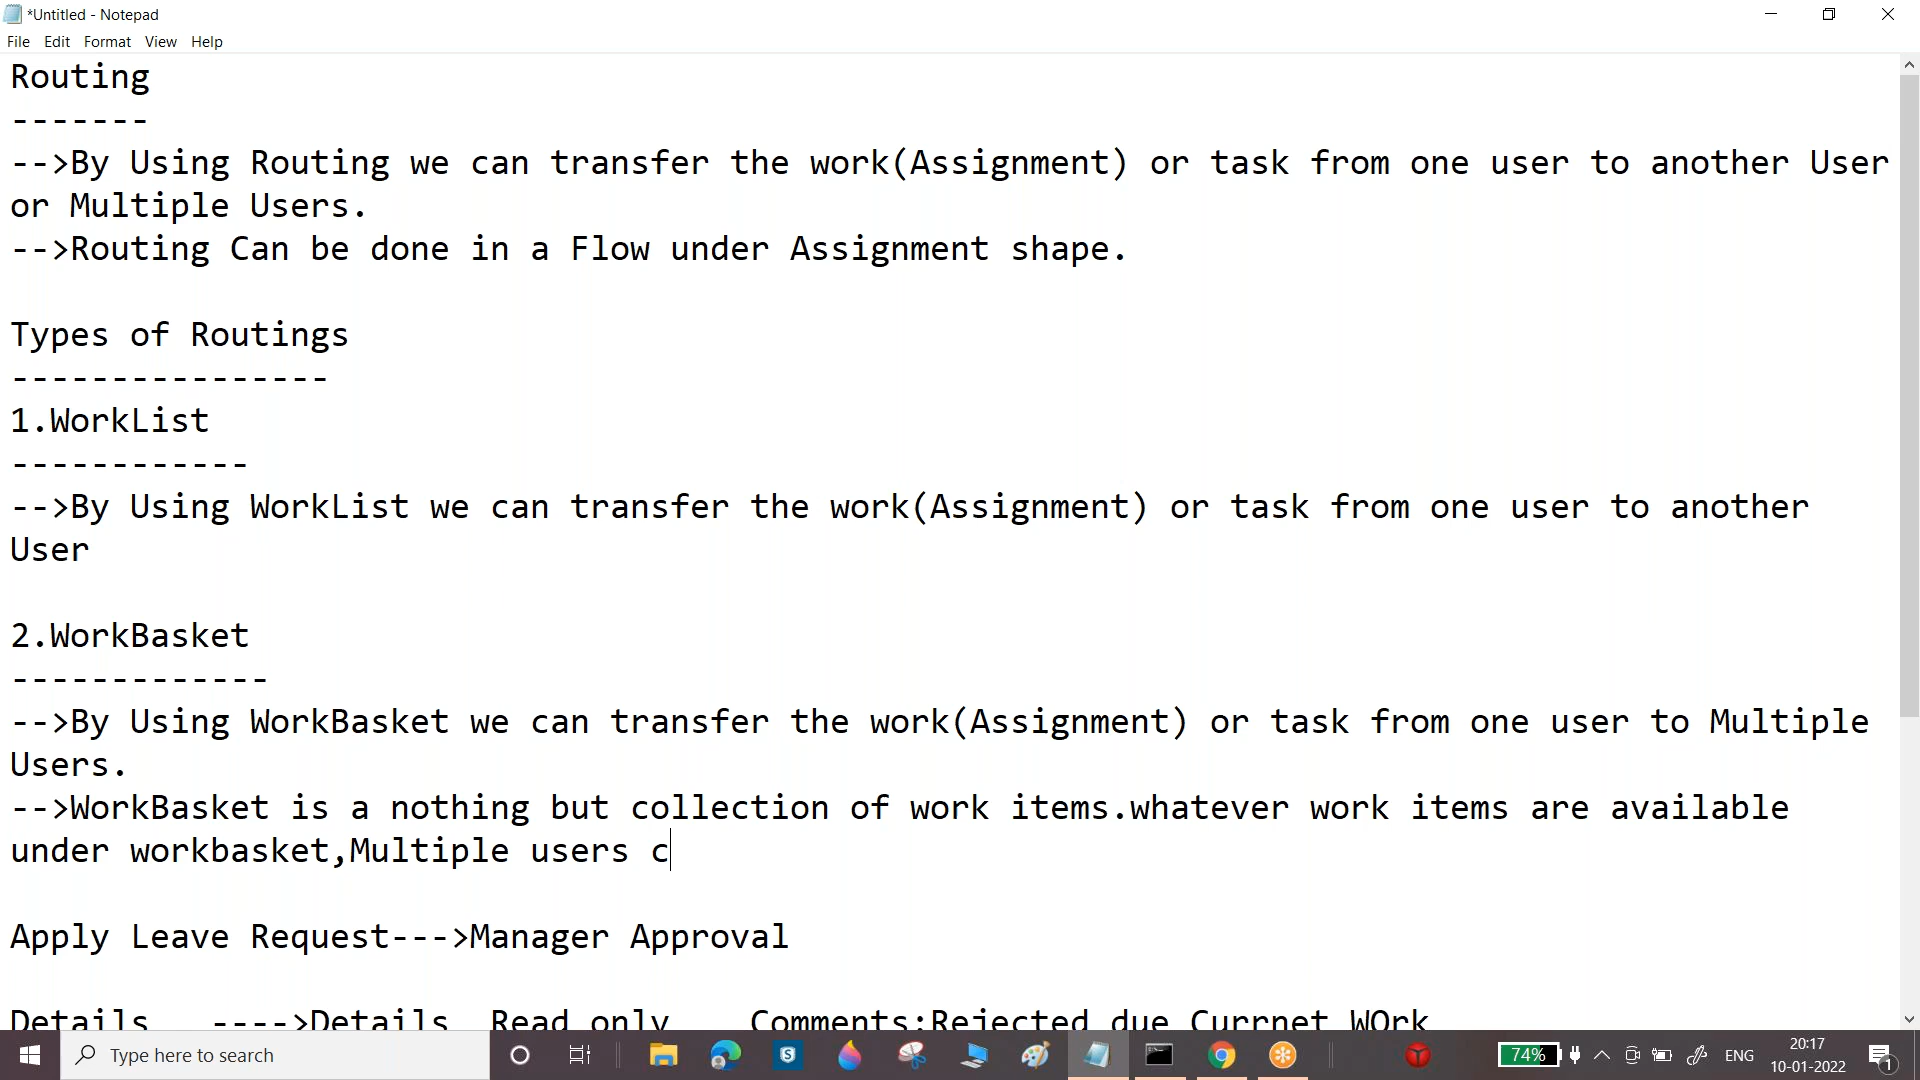 *Untitled - Notepad
File Edit Format View Help
Routing
-------
-->By Using Routing we can transfer the work(Assignment) or task from one user to another User
or Multiple Users.
-->Routing Can be done in a Flow under Assignment shape.
Types of Routings
----------------
1.WorkList
------------
-->By Using WorkList we can transfer the work(Assignment) or task from one user to another
User
2.WorkBasket
-------------
-->By Using WorkBasket we can transfer the work(Assignment) or task from one user to Multiple
Users.
-->WorkBasket is a nothing but collection of work items.whatever work items are available
under workbasket,Multiple users c
Apply Leave Request--->Manager Approval
Details   ---->Details  Read only    Comments:Rejected due Currnet WOrk
Type here to search
S
74%
ENG
20:17
10-01-2022
1